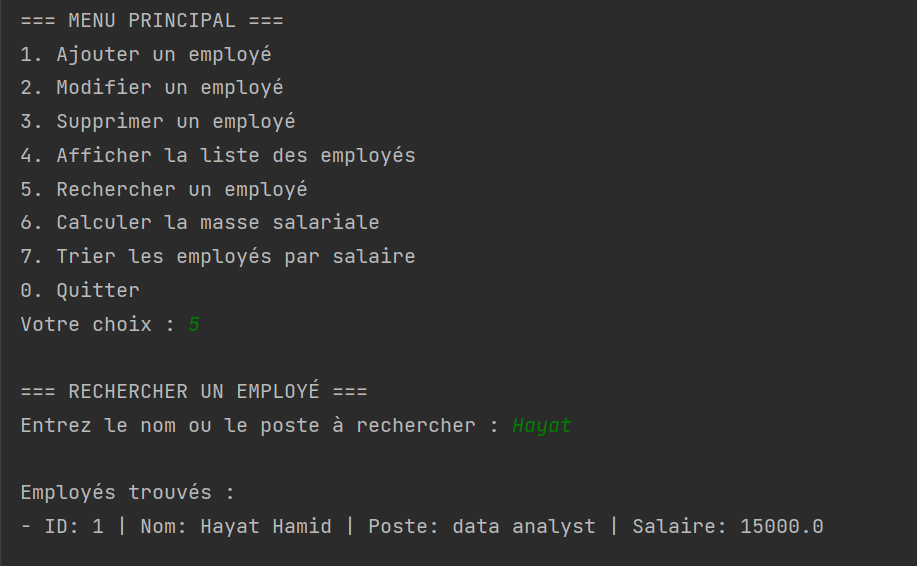 === MENU PRINCIPAL ===
1. Ajouter un employé
2. Modifier un employé
3. Supprimer un employé
4. Afficher la liste des employés
5. Rechercher un employé
6. Calculer la masse salariale
7. Trier les employés par salaire
0. Quitter
Votre choix : 5
=== RECHERCHER UN EMPLOYÉ ===
Entrez le nom ou le poste à rechercher : Hayat
Employés trouvés :
- ID: 1 | Nom: Hayat Hamid | Poste: data analyst | Salaire: 15000.0